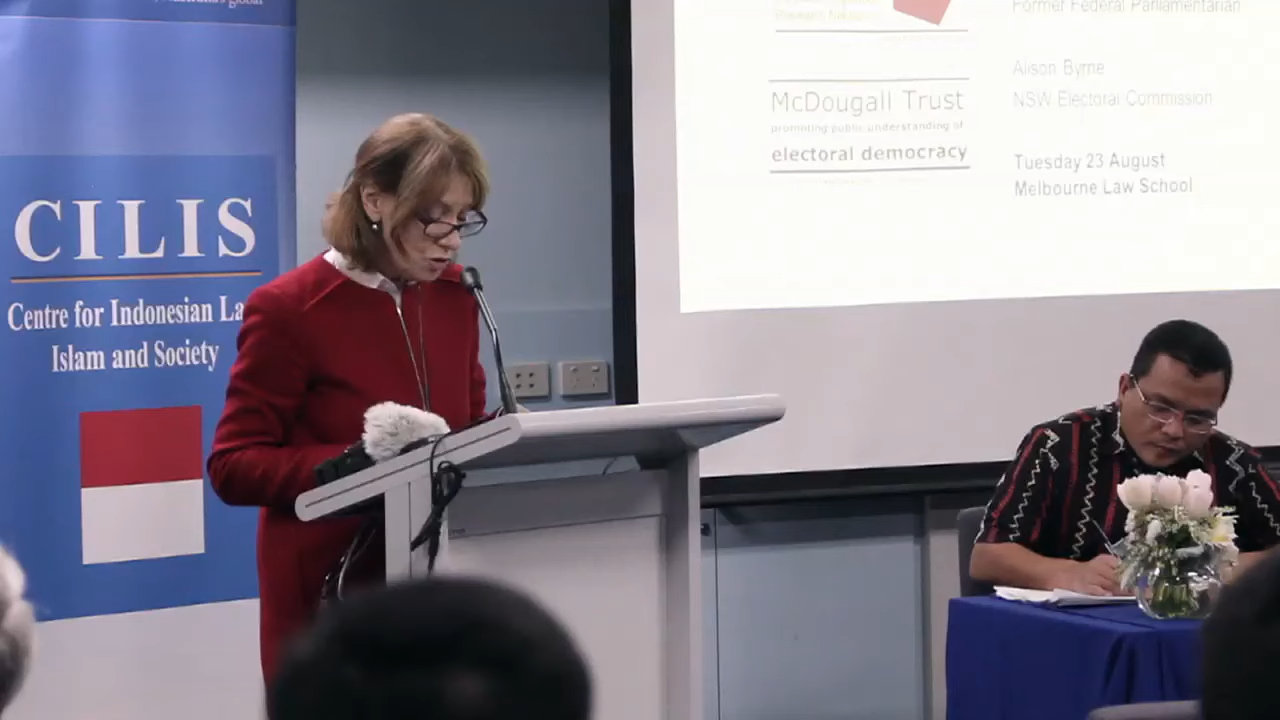 CILIS
Centre for Indonesian La
Islam and Society
McDougall Trust
promoting public understanding of
electoral democracy
Former Federal Parliamentarian
Alison Byrne
NSW Electoral Commission
Tuesday 23 August
Melbourne Law School